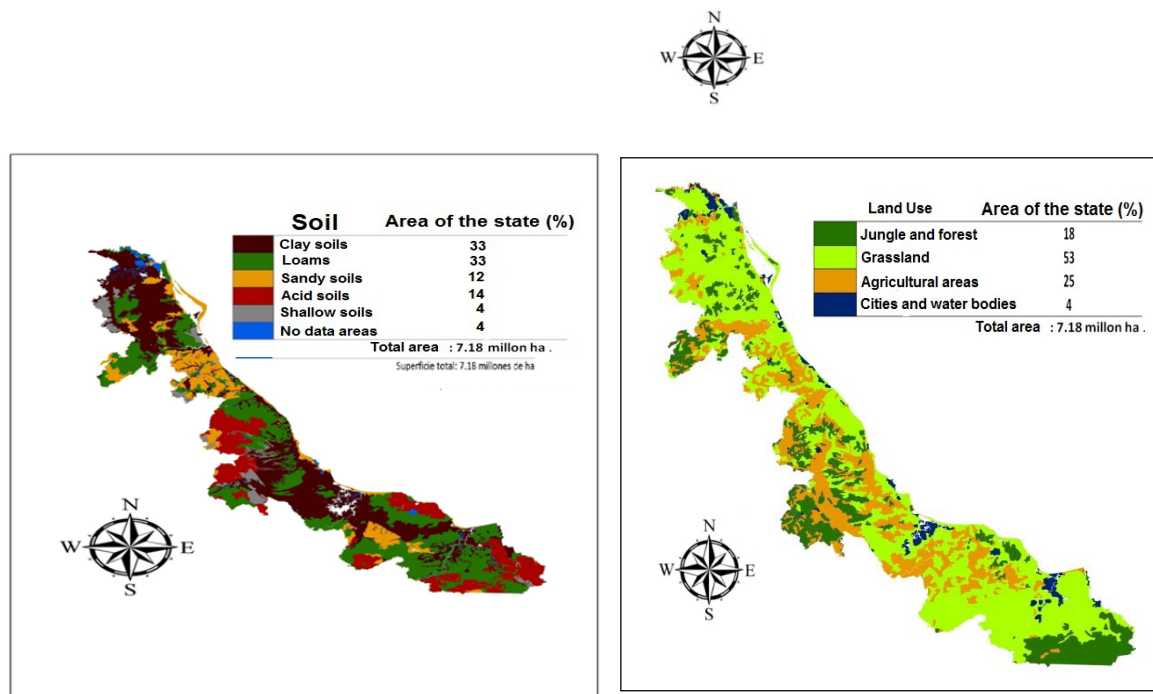 N
W E
S
Soil Area of the state (%)
Clay soils 33
Loams 33
Sandy soils 12
Acid soils 14
Shallow soils 4
No data areas 4
Total area : 7.18 millon ha .
Superficie total: 7.18 millones de ha
N
W E
S
Land Use Area of the state (%)
Jungle and forest 18
Grassland 53
Agricultural areas 25
Cities and water bodies 4
Total area : 7.18 millon ha .
N
W E
S